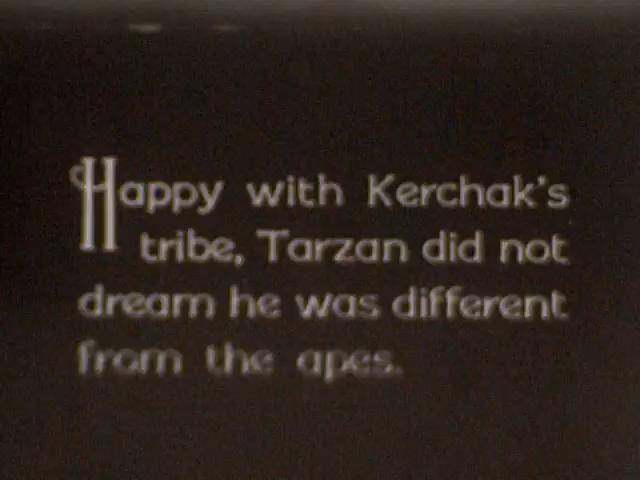 Happy with Kerchak's
tribe, Tarzan did not
dream he was different
from the apes.